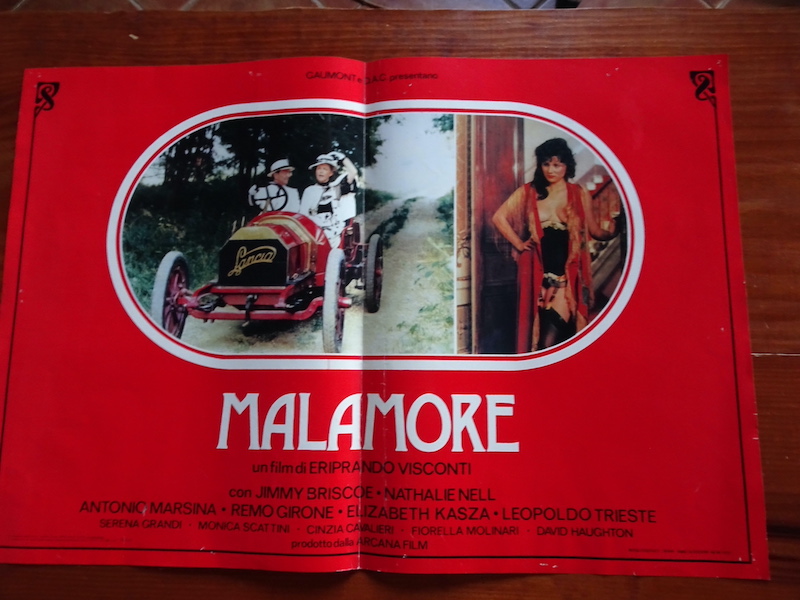 GAUMONT e D.A.C. presentano
Lancia
MALAMORE
un film di ERIPRANDO VISCONTI
con JIMMY BRISCOE • NATHALIE NELL
ANTONIO MARSINA • REMO GIRONE • ELIZABETH KASZA • LEOPOLDO TRIESTE
SERENA GRANDI • MONICA SCATTINI • CINZIA CAVALIERI • FIORELLA MOLINARI • DAVID HAUGHTON
prodotto dalla ARCANA FILM